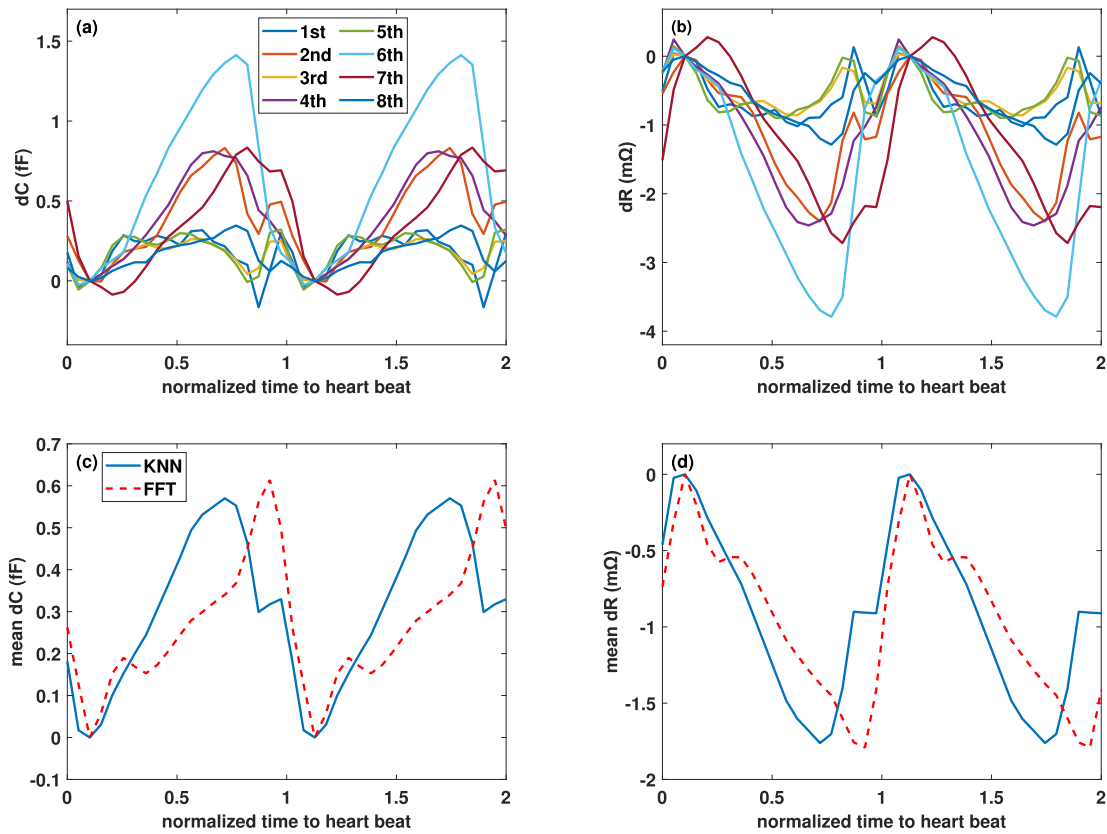 (a)
1st 5th
2nd 6th
3rd 7th
4th 8th
1.5
1
0.5
0
dC (fF)
0 0.5 1 1.5 2
normalized time to heart beat
(b)
0
-1
-2
-3
-4
dR (mΩ)
0 0.5 1 1.5 2
normalized time to heart beat
(c)
KNN
FFT
0.7
0.6
0.5
0.4
0.3
0.2
0.1
0
-0.1
mean dC (fF)
0 0.5 1 1.5 2
normalized time to heart beat
(d)
0
-0.5
-1
-1.5
-2
mean dR (mΩ)
0 0.5 1 1.5 2
normalized time to heart beat